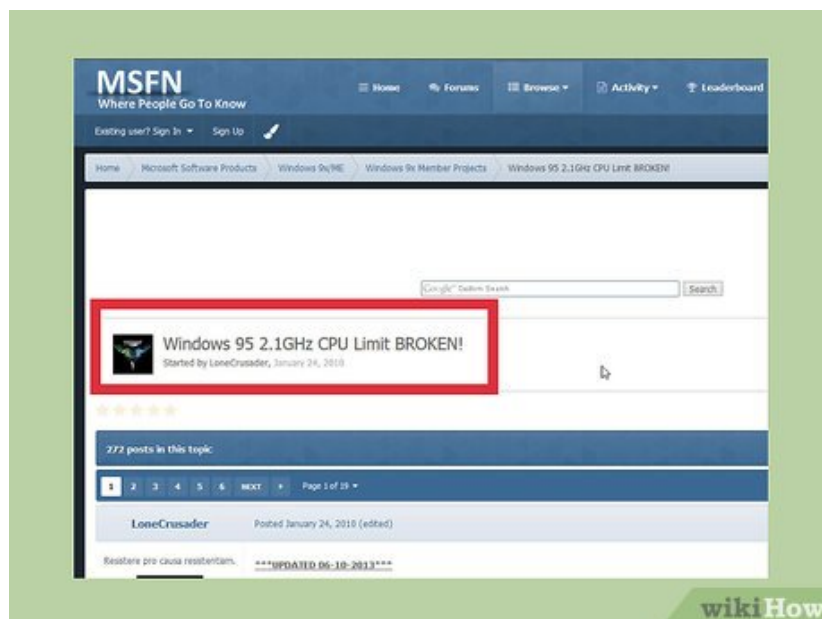 MSFN
Where People Go To Know
Home Forums Browse Activity Leaderboard
Existing user? Sign In Sign Up
Home Microsoft Software Products Windows 9x/ME Windows 9x Member Projects Windows 95 2.1GHz CPU Limit BROKEN!
Google™ Custom Search Search
Windows 95 2.1GHz CPU Limit BROKEN!
Started by LoneCrusader, January 24, 2010
272 posts in this topic
1 2 3 4 5 6 NEXT » Page 1 of 19
LoneCrusader Posted January 24, 2010 (edited)
Resistere pro causa resistentam. ***UPDATED 06-10-2013***
wikiHow